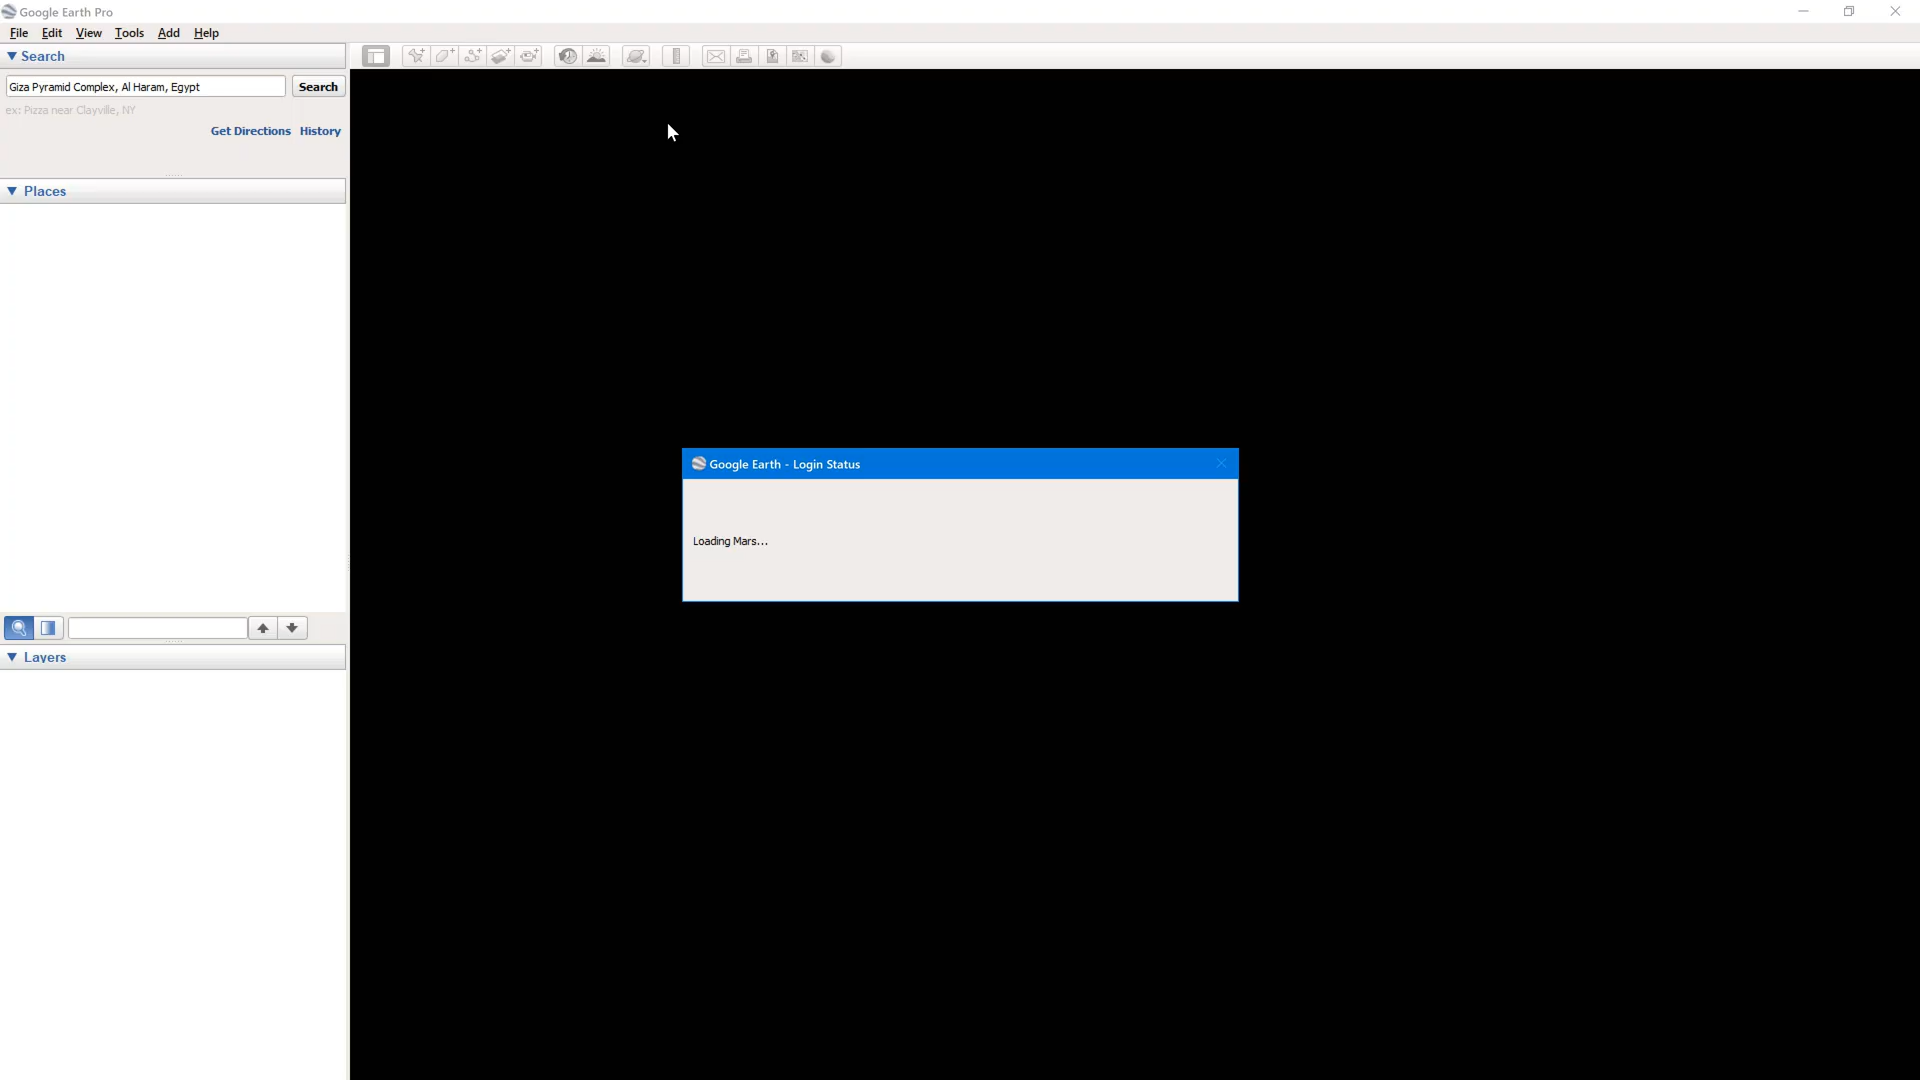 Google Earth Pro
File Edit View Tools Add Help
Search
Giza Pyramid Complex, Al Haram, Egypt Search
ex: Pizza near Clayville, NY
Get Directions History
Places
Google Earth - Login Status
Loading Mars...
Layers